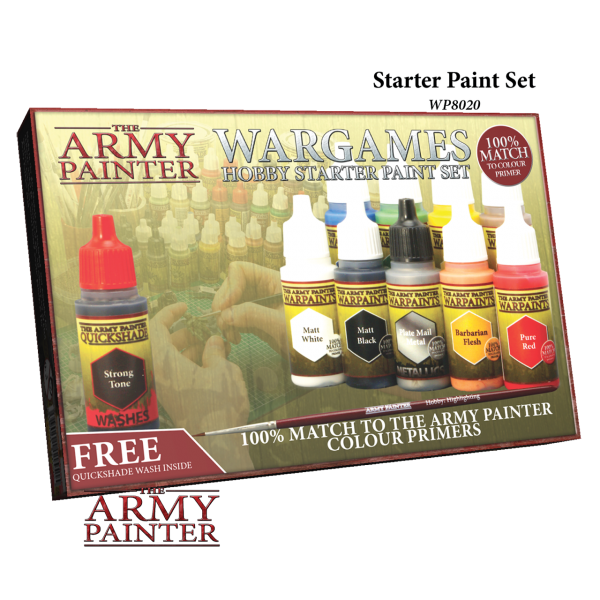 Starter Paint Set
WP8020
THE
ARMY
PAINTER
WARGAMES
HOBBY STARTER PAINT SET
100%
MATCH
TO COLOUR
PRIMER
THE ARMY PAINTER
QUICKSHADE
Strong
Tone
WASHES
THE ARMY PAINTER
WARPAINTS
Matt
White
THE ARMY PAINTER
WARPAINTS
Matt
Black
THE ARMY PAINTER
WARPAINTS
Plate Mail
Metal
METALLICS
THE ARMY PAINTER
WARPAINTS
Barbarian
Flesh
THE ARMY PAINTER
WARPAINTS
Pure
Red
ARMY PAINTER
Hobby: Highlighting
100% MATCH TO THE ARMY PAINTER
COLOUR PRIMERS
FREE
QUICKSHADE WASH INSIDE
THE
ARMY
PAINTER